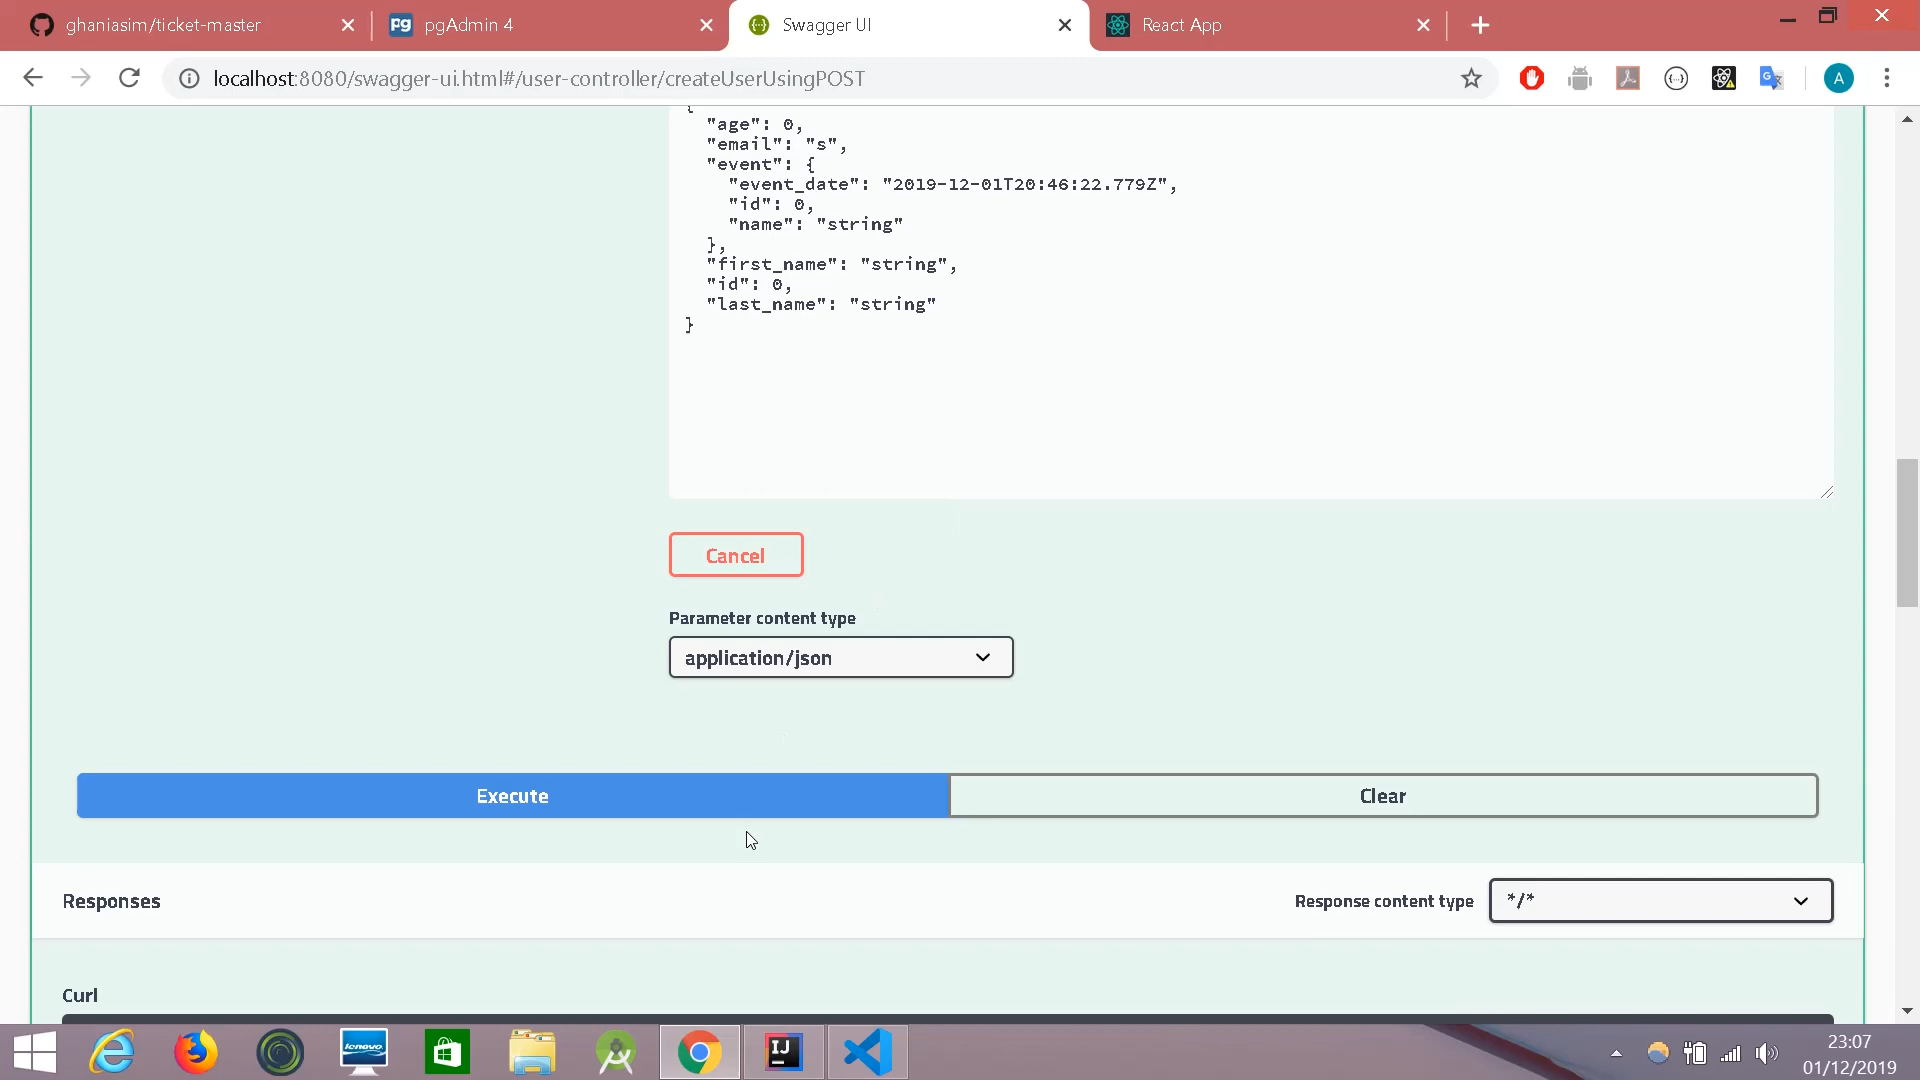 ghaniasim/ticket-master
pgAdmin 4
Swagger UI
React App
localhost:8080/swagger-ui.html#/user-controller/createUserUsingPOST
A
{
"age": 0,
"email": "s",
"event": {
"event_date": "2019-12-01T20:46:22.779Z",
"id": 0,
"name": "string"
},
"first_name": "string",
"id": 0,
"last_name": "string"
}
Cancel
Parameter content type
application/json
Execute
Clear
Responses
Response content type
*/*
Curl
lenovo
IJ
23:07
01/12/2019